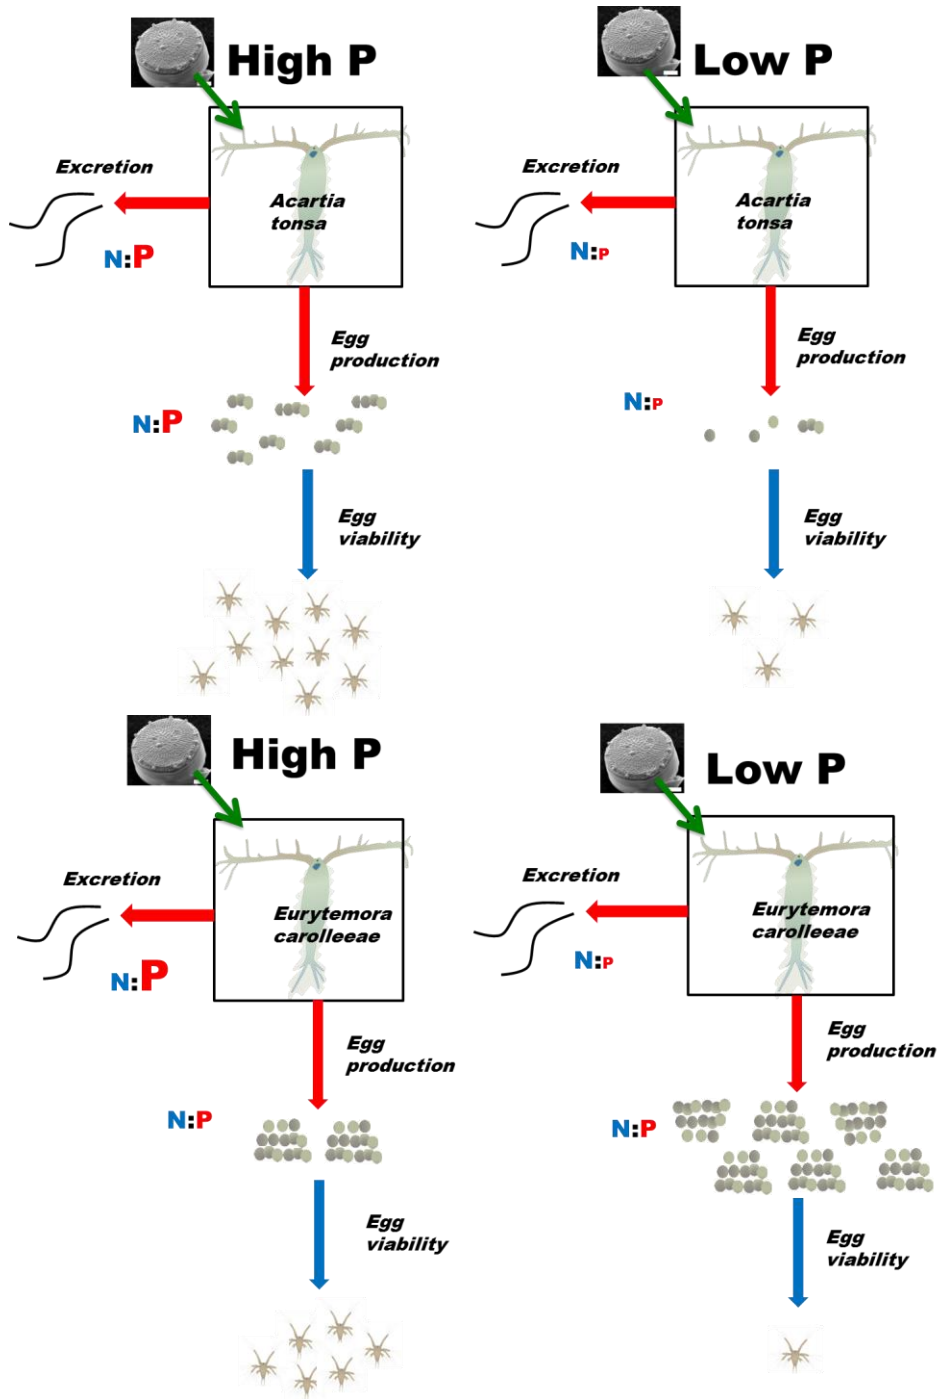 High P
Excretion
Acartia
tonsa
N:P
Egg
production
N:P
Egg
viability
Low P
Excretion
Acartia
tonsa
N:P
Egg
production
N:P
Egg
viability
High P
Excretion
Eurytemora
carolleeae
N:P
Egg
production
N:P
Egg
viability
Low P
Excretion
Eurytemora
carolleeae
N:P
Egg
production
N:P
Egg
viability